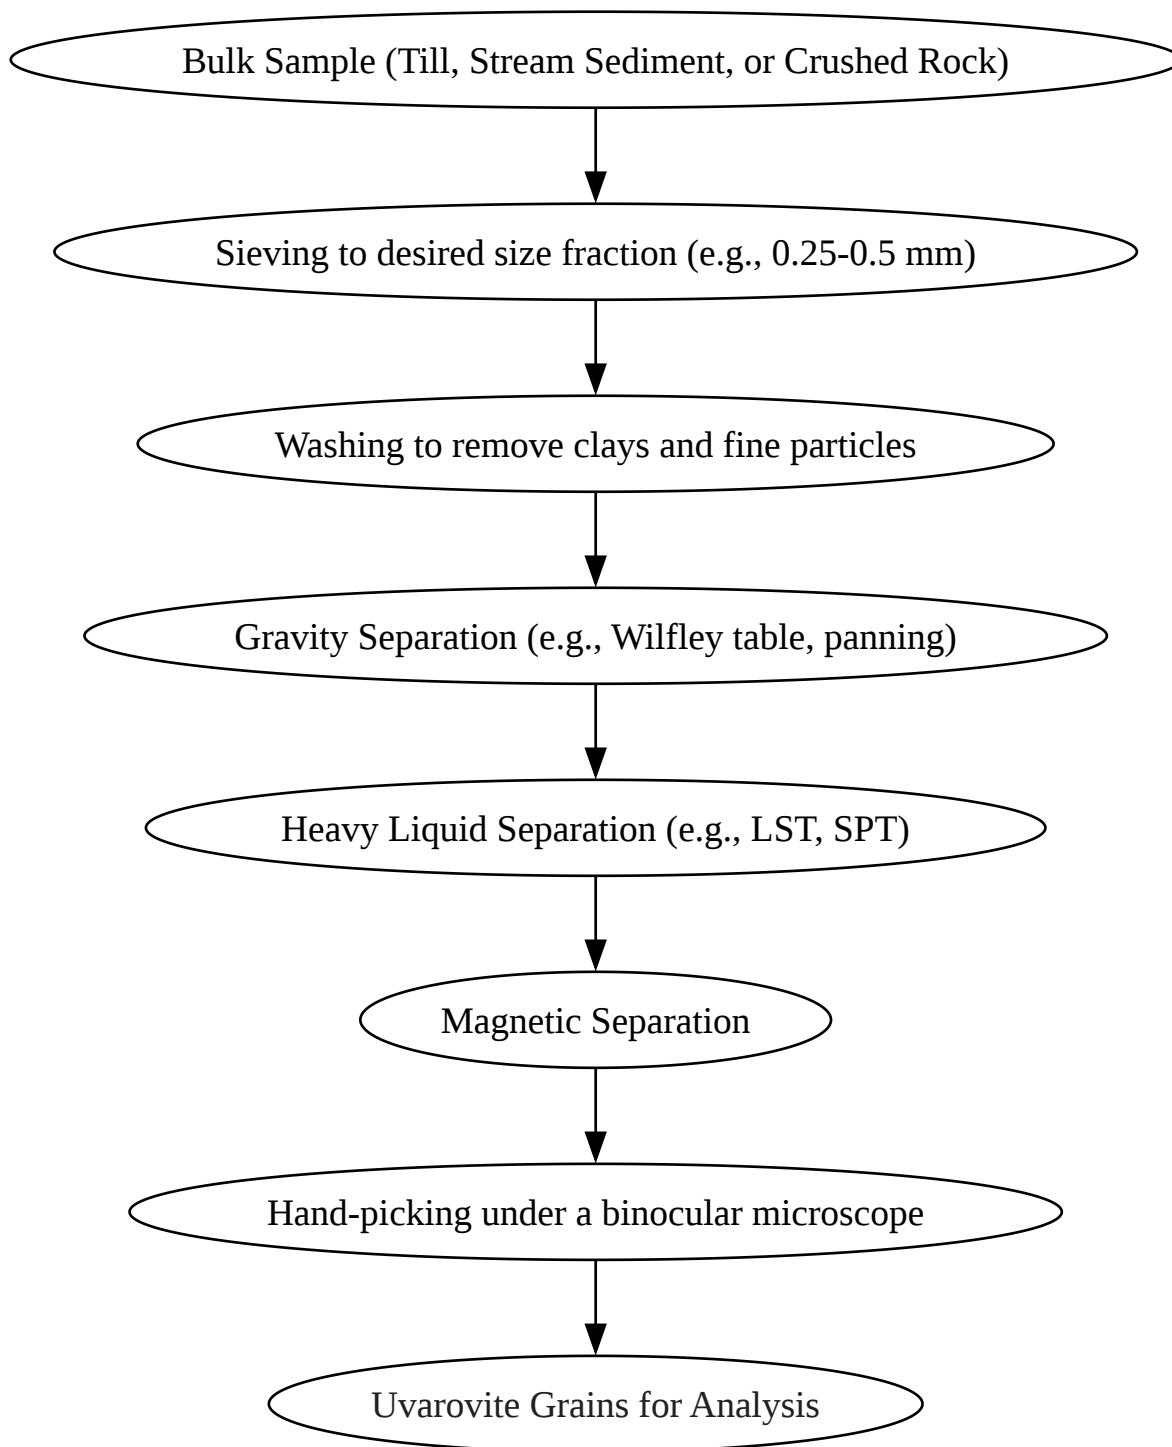 Bulk Sample (Till, Stream Sediment, or Crushed Rock)
Sieving to desired size fraction (e.g., 0.25-0.5 mm)
Washing to remove clays and fine particles
Gravity Separation (e.g., Wilfley table, panning)
Heavy Liquid Separation (e.g., LST, SPT)
Magnetic Separation
Hand-picking under a binocular microscope
Uvarovite Grains for Analysis